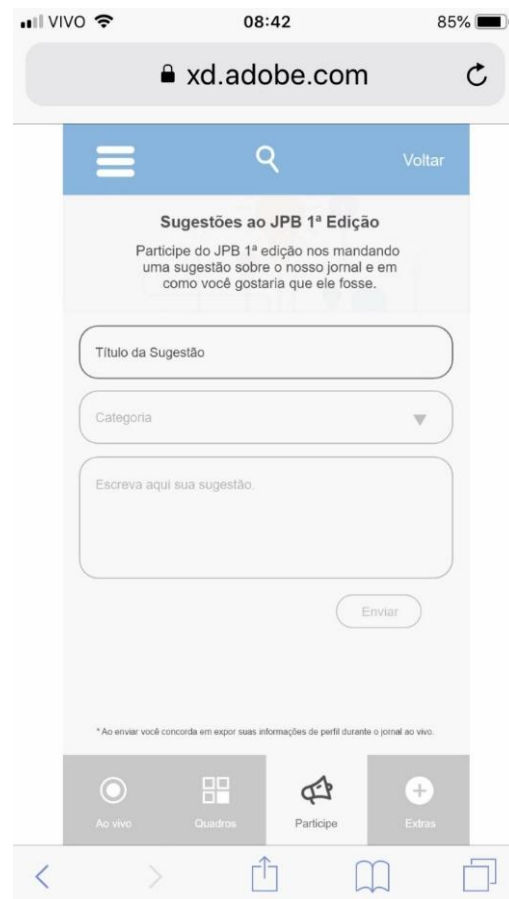 VIVO 08:42 85%
xd.adobe.com
Voltar
Sugestões ao JPB 1ª Edição
Participe do JPB 1ª edição nos mandando
uma sugestão sobre o nosso jornal e em
como você gostaria que ele fosse.
Título da Sugestão
Categoria
Escreva aqui sua sugestão.
Enviar
* Ao enviar você concorda em expor suas informações de perfil durante o jornal ao vivo.
Ao vivo Quadros Participe Extras